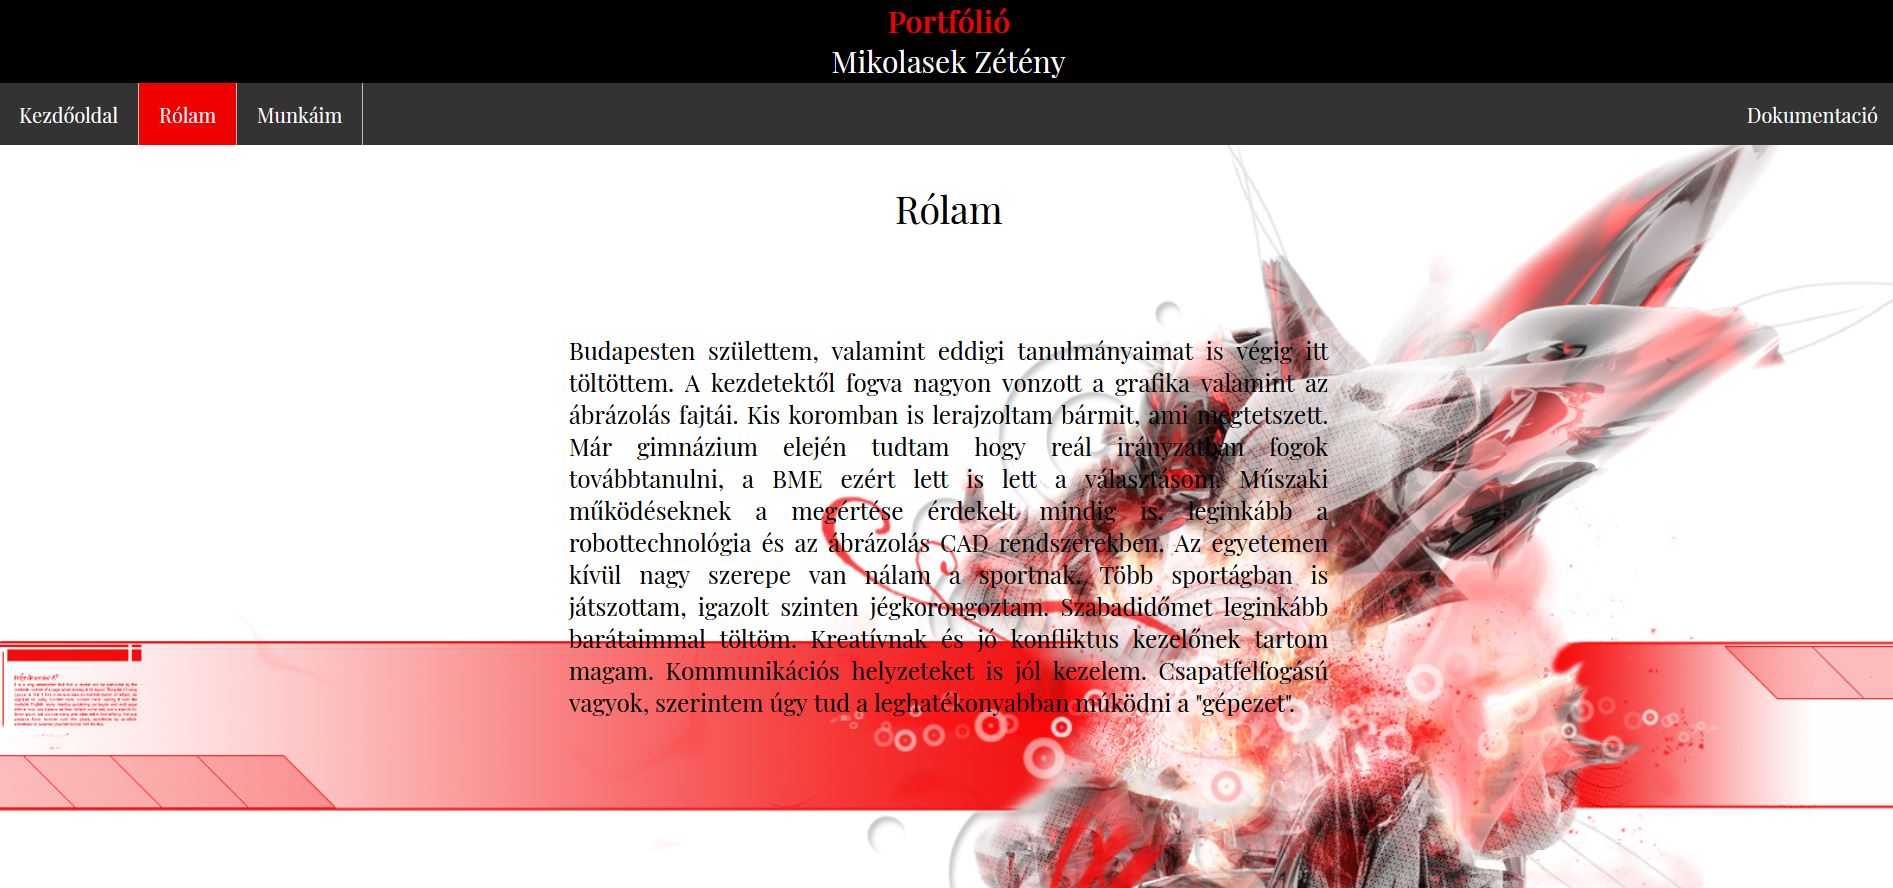 Portfólió
Mikolasek Zétény
Kezdőoldal
Rólam
Munkáim
Dokumentació
Rólam
Budapesten születtem, valamint eddigi tanulmányaimat is végig itt
töltöttem. A kezdetektől fogva nagyon vonzott a grafika valamint az
ábrázolás fajtái. Kis koromban is lerajzoltam bármit, ami megtetszett.
Már gimnázium elején tudtam hogy reál irányzatban fogok
továbbtanulni, a BME ezért lett is lett a választásom. Műszaki
működéseknek a megértése érdekelt mindig is, leginkább a
robottechnológia és az ábrázolás CAD rendszerekben. Az egyetemen
kívül nagy szerepe van nálam a sportnak. Több sportágban is
játszottam, igazolt szinten jégkorongoztam. Szabadidőmet leginkább
barátaimmal töltöm. Kreatívnak és jó konfliktus kezelőnek tartom
magam. Kommunikációs helyzeteket is jól kezelem. Csapatfelfogású
vagyok, szerintem úgy tud a leghatékonyabban működni a "gépezet".